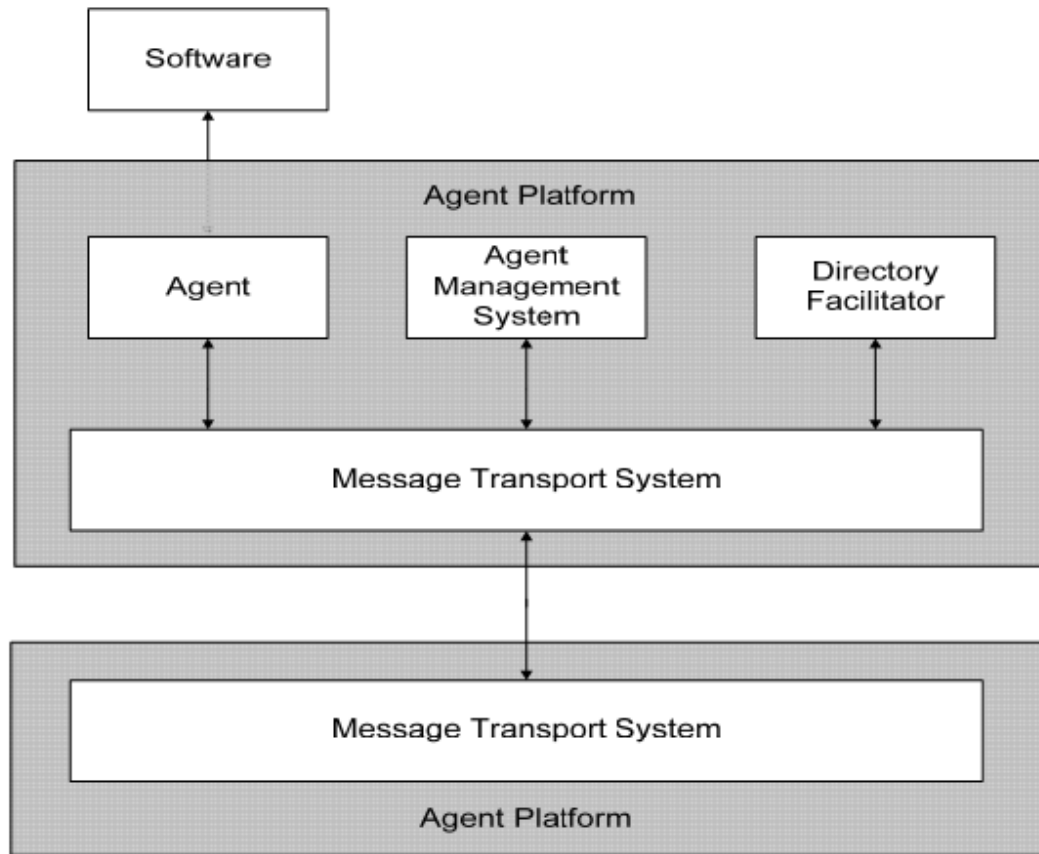 Software
Agent Platform
Agent
Agent
Management
System
Directory
Facilitator
Message Transport System
Message Transport System
Agent Platform